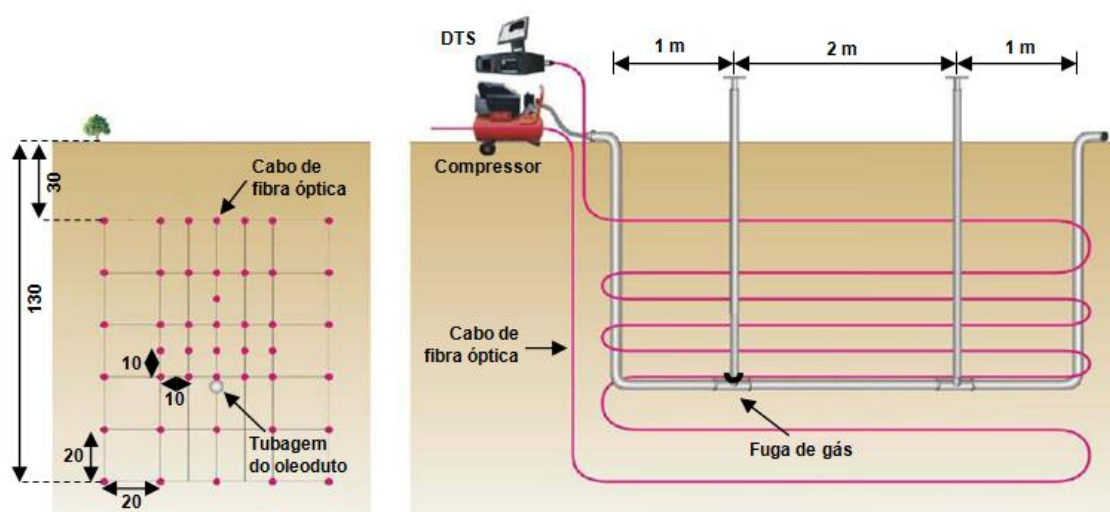 Cabo de
fibra óptica
30
130
10
10
20
20
Tubagem
do oleoduto
DTS
Compressor
1 m
2 m
1 m
Cabo de
fibra óptica
Fuga de gás